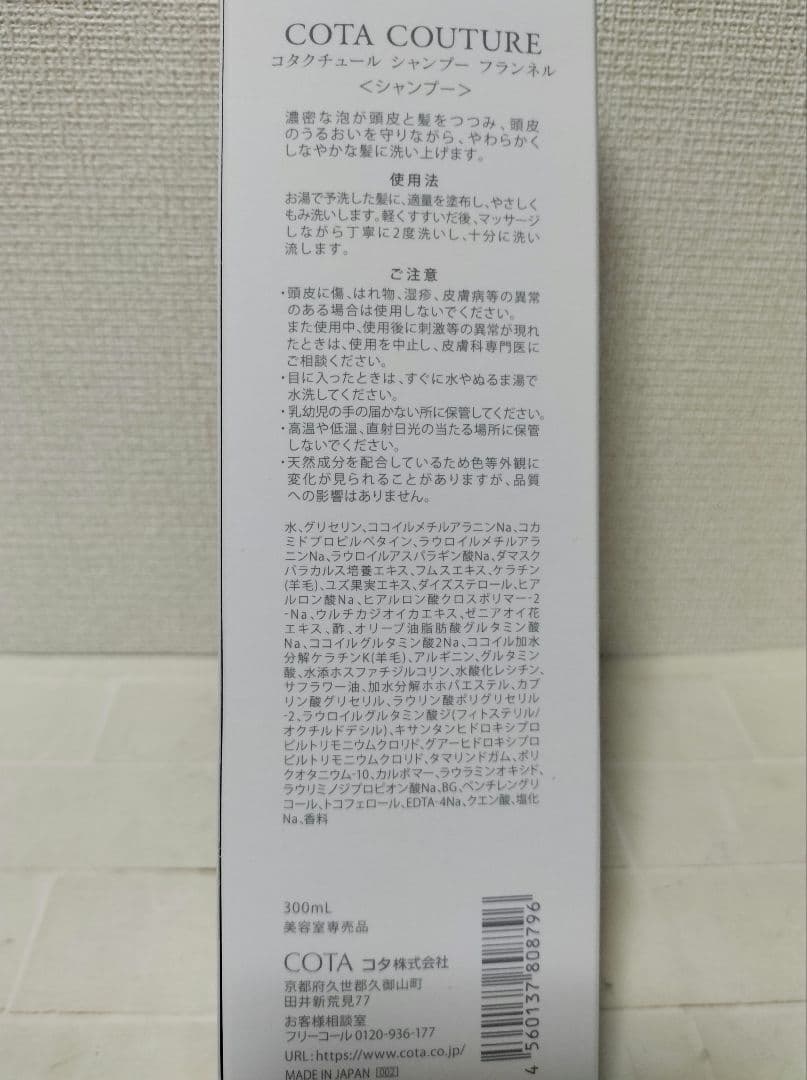 COTA COUTURE
コタクチュール シャンプー フランネル
＜シャンプー＞
濃密な泡が頭皮と髪をつつみ、頭皮
のうるおいを守りながら、やわらかく
しなやかな髪に洗い上げます。
使用法
お湯で予洗した髪に、適量を塗布し、やさしく
もみ洗いします。軽くすすいだ後、マッサージ
しながら丁寧に2度洗いし、十分に洗い
流します。
ご注意
・頭皮に傷、はれ物、湿疹、皮膚病等の異常
のある場合は使用しないでください。
また使用中、使用後に刺激等の異常が現れ
たときは、使用を中止し、皮膚科専門医に
ご相談ください。
・目に入ったときは、すぐに水やぬるま湯で
水洗してください。
・乳幼児の手の届かない所に保管してください。
・高温や低温、直射日光の当たる場所に保管
しないでください。
・天然成分を配合しているため色等外観に
変化が見られることがありますが、品質
への影響はありません。
水、グリセリン、ココイルメチルアラニンNa、コカ
ミドプロピルベタイン、ラウロイルメチルアラ
ニンNa、ラウロイルアスパラギン酸Na、ダマスク
バラカルス培養エキス、フムスエキス、ケラチン
(羊毛)、ユズ果実エキス、ダイズステロール、ヒア
ルロン酸Na、ヒアルロン酸クロスポリマー-2
-Na、ウルチカジオイカエキス、ゼニアオイ花
エキス、酢、オリーブ油脂肪酸グルタミン酸
Na、ココイルグルタミン酸2Na、ココイル加水
分解ケラチンK(羊毛)、アルギニン、グルタミン
酸、水添ホスファチジルコリン、水酸化レシチン、
サフラワー油、加水分解ホホバエステル、カプ
リン酸グリセリル、ラウリン酸ポリグリセリル
-2、ラウロイルグルタミン酸ジ(フィトステリル/
オクチルドデシル)、キサンタンヒドロキシプロ
ピルトリモニウムクロリド、グアーヒドロキシプロ
ピルトリモニウムクロリド、タマリンドガム、ポリ
クオタニウム-10、カルボマー、ラウラミンオキシド、
ラウリミノジプロピオン酸Na、BG、ペンチレングリ
コール、トコフェロール、EDTA-4Na、クエン酸、塩化
Na、香料
300mL
美容室専売品
COTA コタ株式会社
京都府久世郡久御山町
田井新荒見77
お客様相談室
フリーコール 0120-936-177
URL：https://www.cota.co.jp/
MADE IN JAPAN 002
4 560137 808796